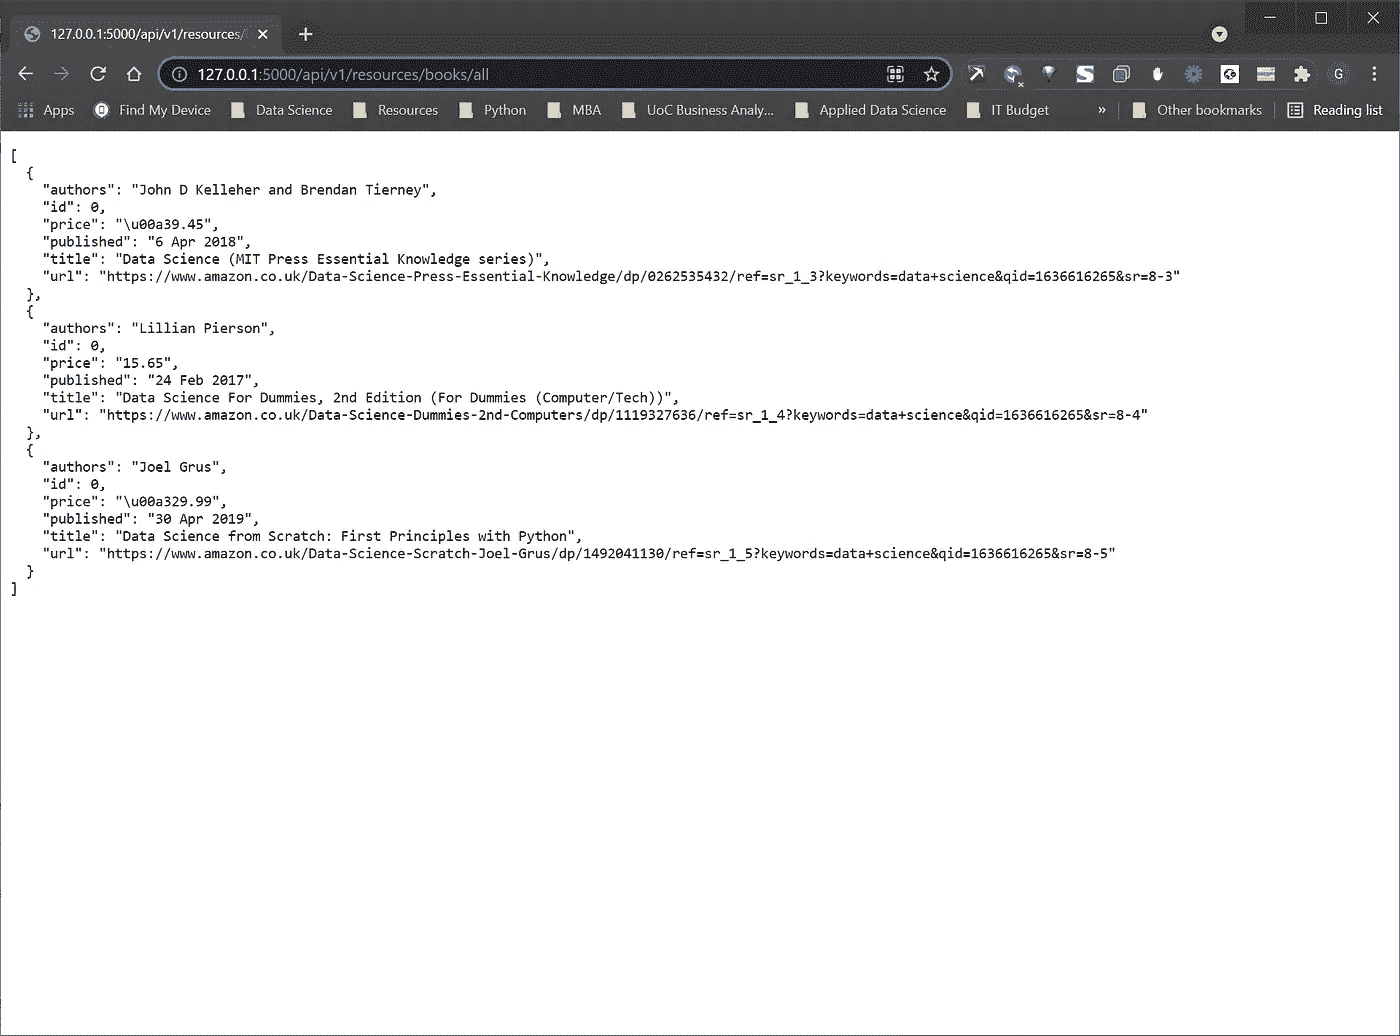 127.0.0.1:5000/api/v1/resources/
127.0.0.1:5000/api/v1/resources/books/all
G
Apps Find My Device Data Science Resources Python MBA UoC Business Analy... Applied Data Science IT Budget » Other bookmarks Reading list
[
  {
    "authors": "John D Kelleher and Brendan Tierney",
    "id": 0,
    "price": "\u00a39.45",
    "published": "6 Apr 2018",
    "title": "Data Science (MIT Press Essential Knowledge series)",
    "url": "https://www.amazon.co.uk/Data-Science-Press-Essential-Knowledge/dp/0262535432/ref=sr_1_3?keywords=data+science&qid=1636616265&sr=8-3"
  },
  {
    "authors": "Lillian Pierson",
    "id": 0,
    "price": "15.65",
    "published": "24 Feb 2017",
    "title": "Data Science For Dummies, 2nd Edition (For Dummies (Computer/Tech))",
    "url": "https://www.amazon.co.uk/Data-Science-Dummies-2nd-Computers/dp/1119327636/ref=sr_1_4?keywords=data+science&qid=1636616265&sr=8-4"
  },
  {
    "authors": "Joel Grus",
    "id": 0,
    "price": "\u00a329.99",
    "published": "30 Apr 2019",
    "title": "Data Science from Scratch: First Principles with Python",
    "url": "https://www.amazon.co.uk/Data-Science-Scratch-Joel-Grus/dp/1492041130/ref=sr_1_5?keywords=data+science&qid=1636616265&sr=8-5"
  }
]